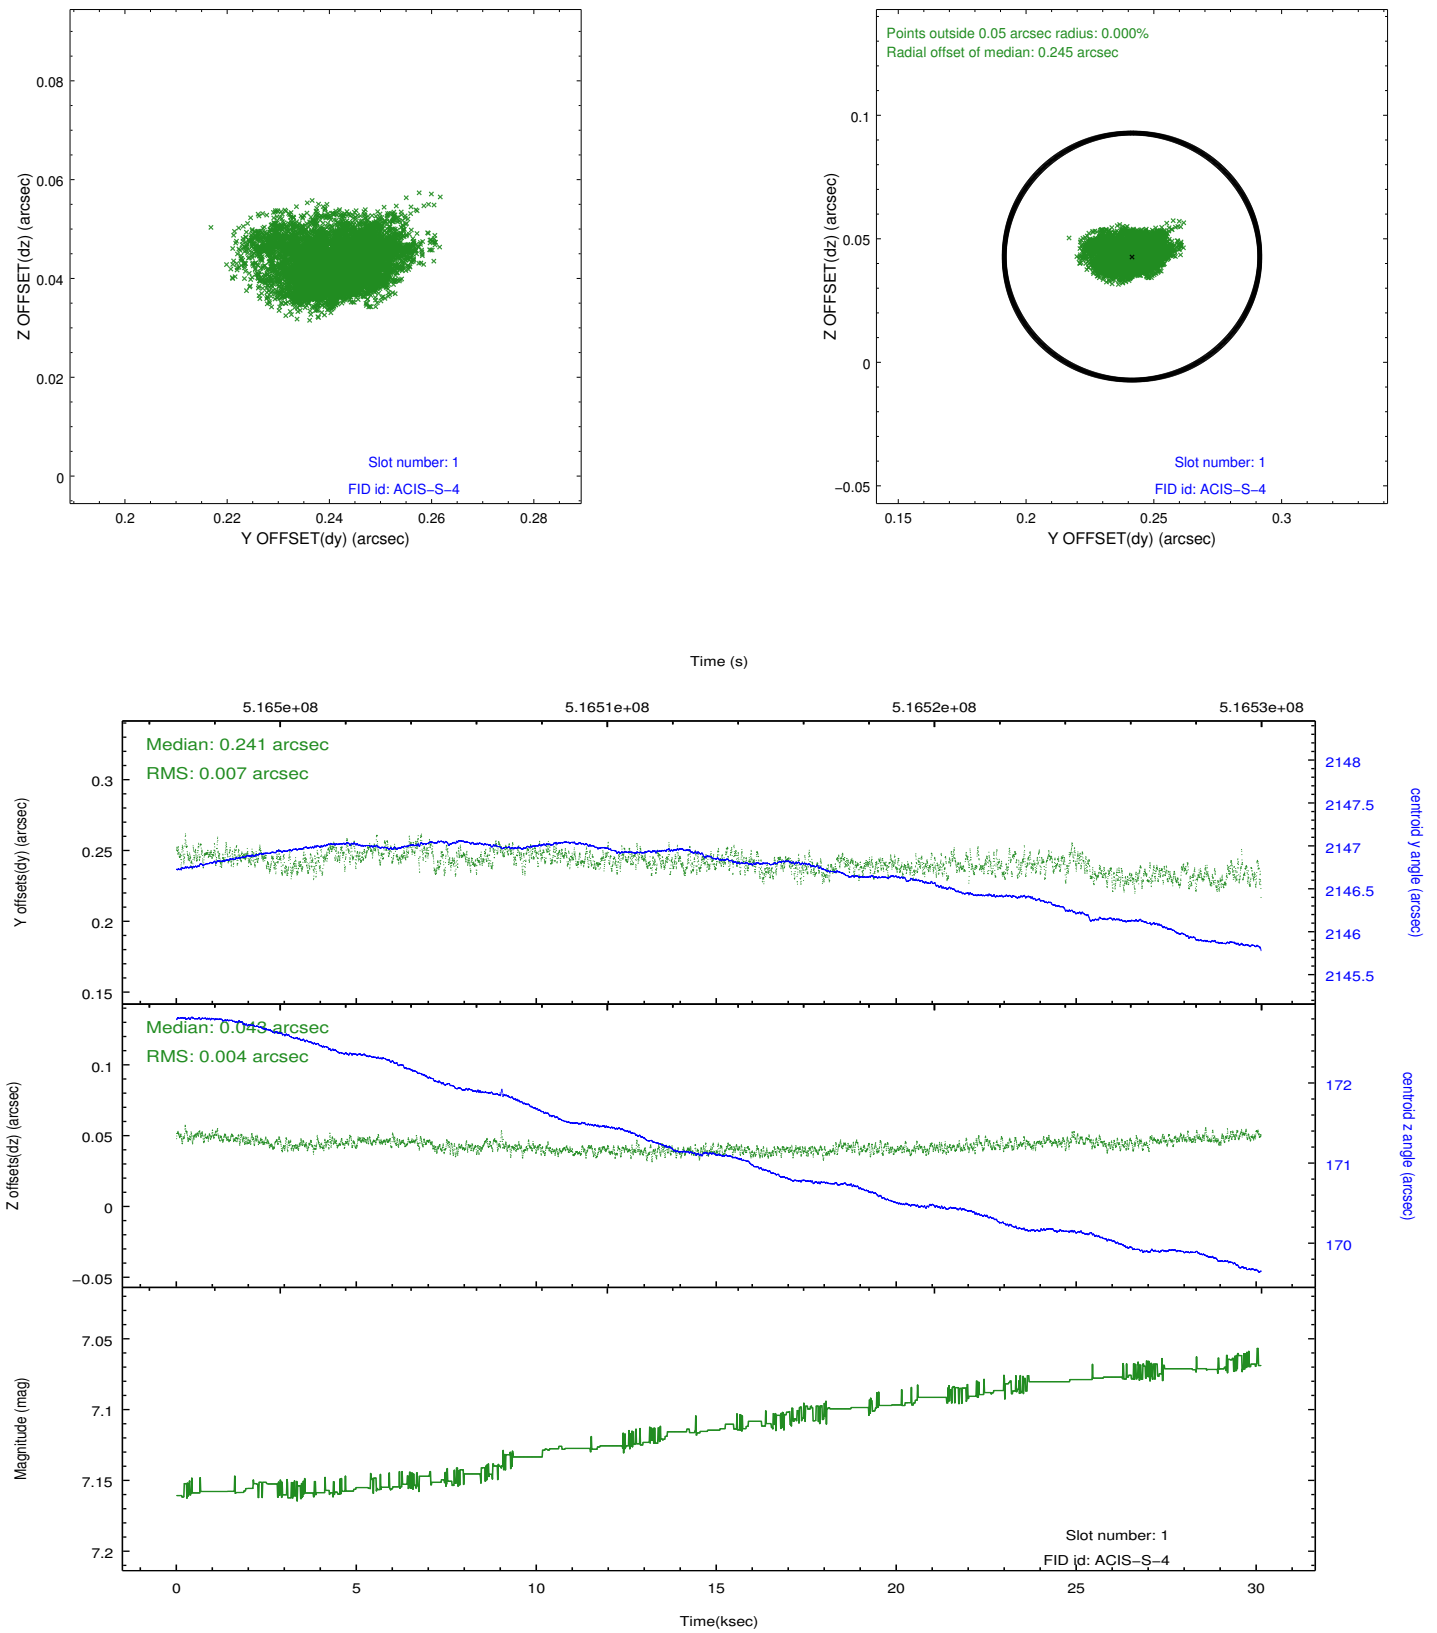 0.08
0.06
0.04
0.02
0
Z OFFSET(dz) (arcsec)
Slot number: 1
FID id: ACIS−S−4
0.2 0.22 0.24 0.26 0.28
Y OFFSET(dy) (arcsec)
Points outside 0.05 arcsec radius: 0.000%
Radial offset of median: 0.245 arcsec
0.1
0.05
0
−0.05
Z OFFSET(dz) (arcsec)
Slot number: 1
FID id: ACIS−S−4
0.15 0.2 0.25 0.3
Y OFFSET(dy) (arcsec)
Time (s)
5.165e+08 5.1651e+08 5.1652e+08 5.1653e+08
Median: 0.241 arcsec
RMS: 0.007 arcsec
0.3
0.25
0.2
0.15
Y offsets(dy) (arcsec)
2148
2147.5
2147
2146.5
2146
2145.5
centroid y angle (arcsec)
Median: 0.043 arcsec
RMS: 0.004 arcsec
0.1
0.05
0
−0.05
Z offsets(dz) (arcsec)
172
171
170
centroid z angle (arcsec)
7.05
7.1
7.15
7.2
Magnitude (mag)
Slot number: 1
FID id: ACIS−S−4
0 5 10 15 20 25 30
Time(ksec)